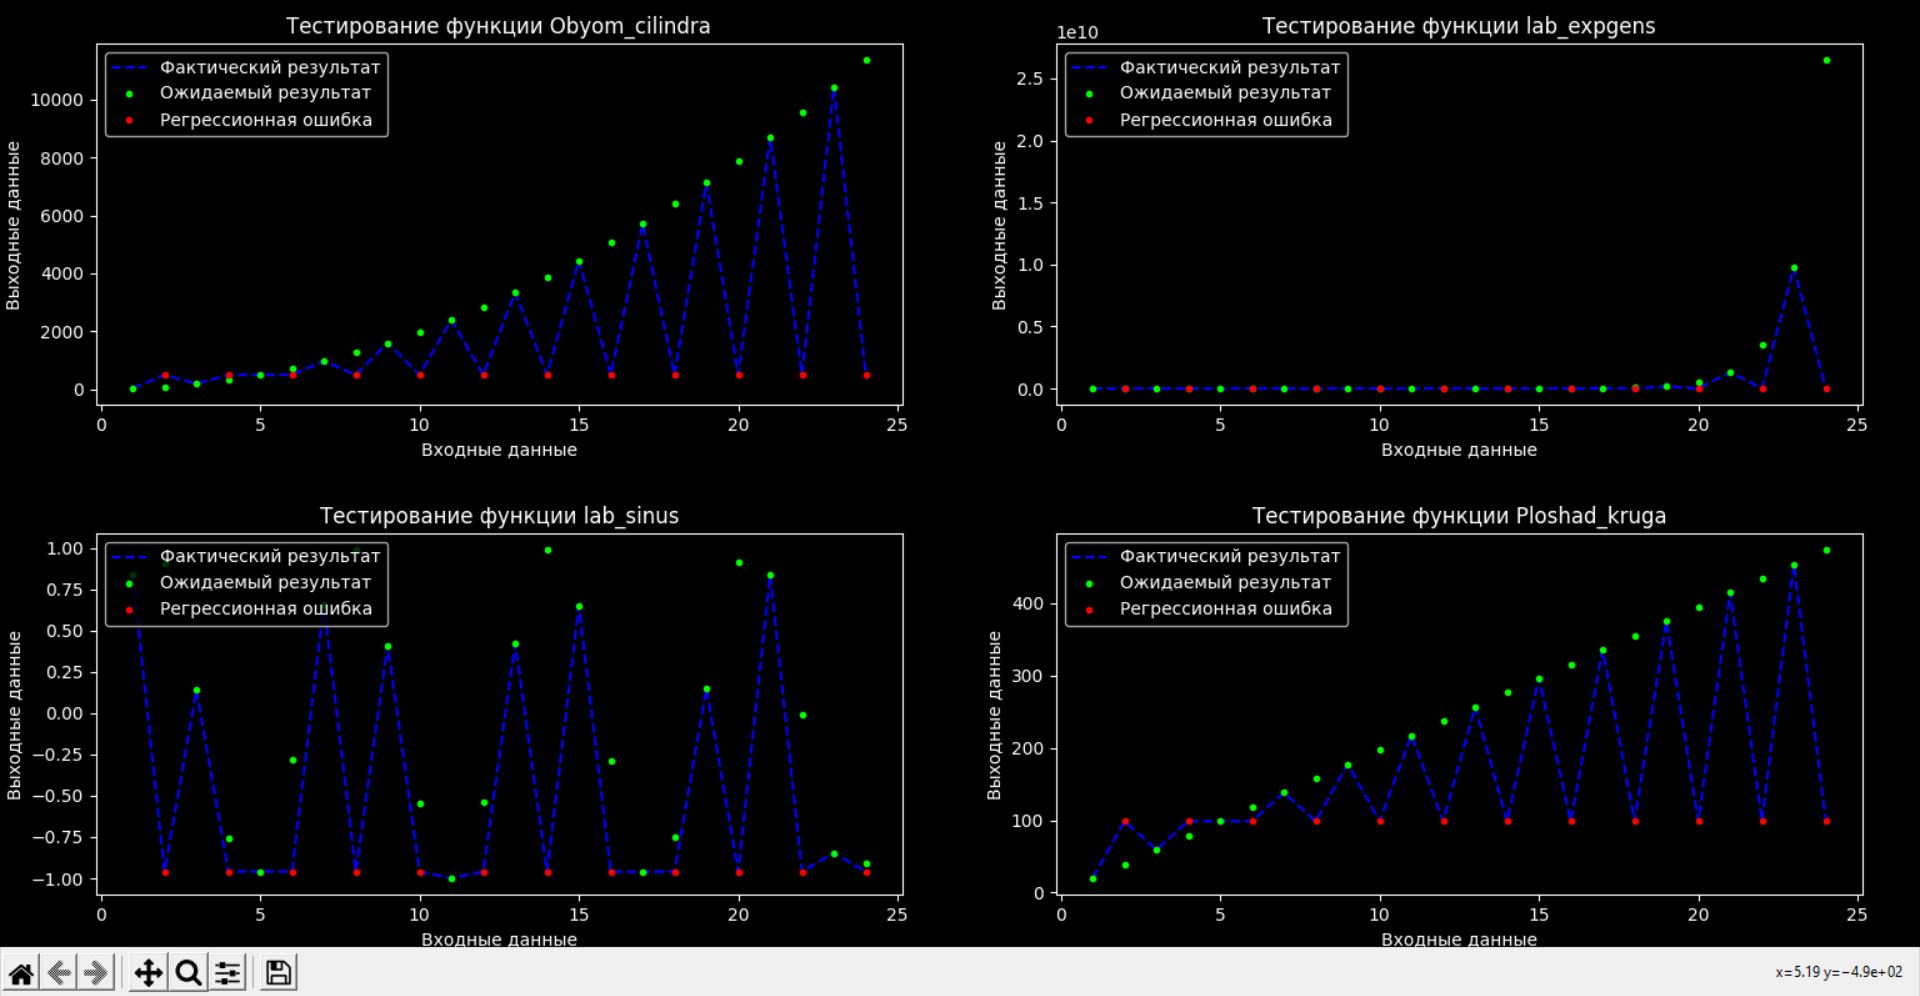 Тестирование функции Obyom_cilindra
Фактический результат
Ожидаемый результат
Регрессионная ошибка
10000
8000
6000
4000
2000
0
Выходные данные
0 5 10 15 20 25
Входные данные
Тестирование функции lab_expgens
1e10
Фактический результат
Ожидаемый результат
Регрессионная ошибка
2.5
2.0
1.5
1.0
0.5
0.0
Выходные данные
0 5 10 15 20 25
Входные данные
Тестирование функции lab_sinus
Фактический результат
Ожидаемый результат
Регрессионная ошибка
1.00
0.75
0.50
0.25
0.00
−0.25
−0.50
−0.75
−1.00
Выходные данные
0 5 10 15 20 25
Входные данные
Тестирование функции Ploshad_kruga
Фактический результат
Ожидаемый результат
Регрессионная ошибка
400
300
200
100
0
Выходные данные
0 5 10 15 20 25
Входные данные
x=5.19 y=−4.9e+02